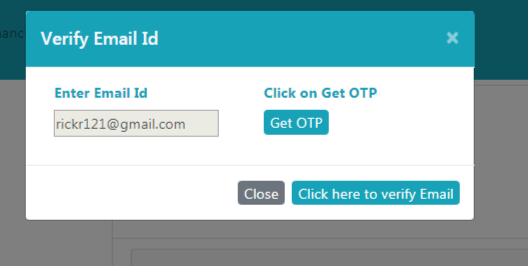 Verify Email Id ×
Enter Email Id Click on Get OTP
rickr121@gmail.com Get OTP
Close Click here to verify Email